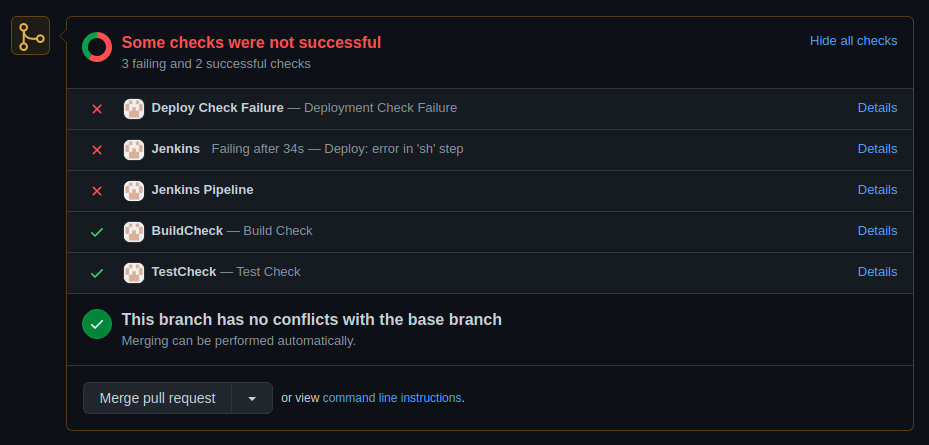 Some checks were not successful
Hide all checks
3 failing and 2 successful checks
Deploy Check Failure — Deployment Check Failure Details
Jenkins Failing after 34s — Deploy: error in 'sh' step Details
Jenkins Pipeline Details
BuildCheck — Build Check Details
TestCheck — Test Check Details
This branch has no conflicts with the base branch
Merging can be performed automatically.
Merge pull request or view command line instructions.